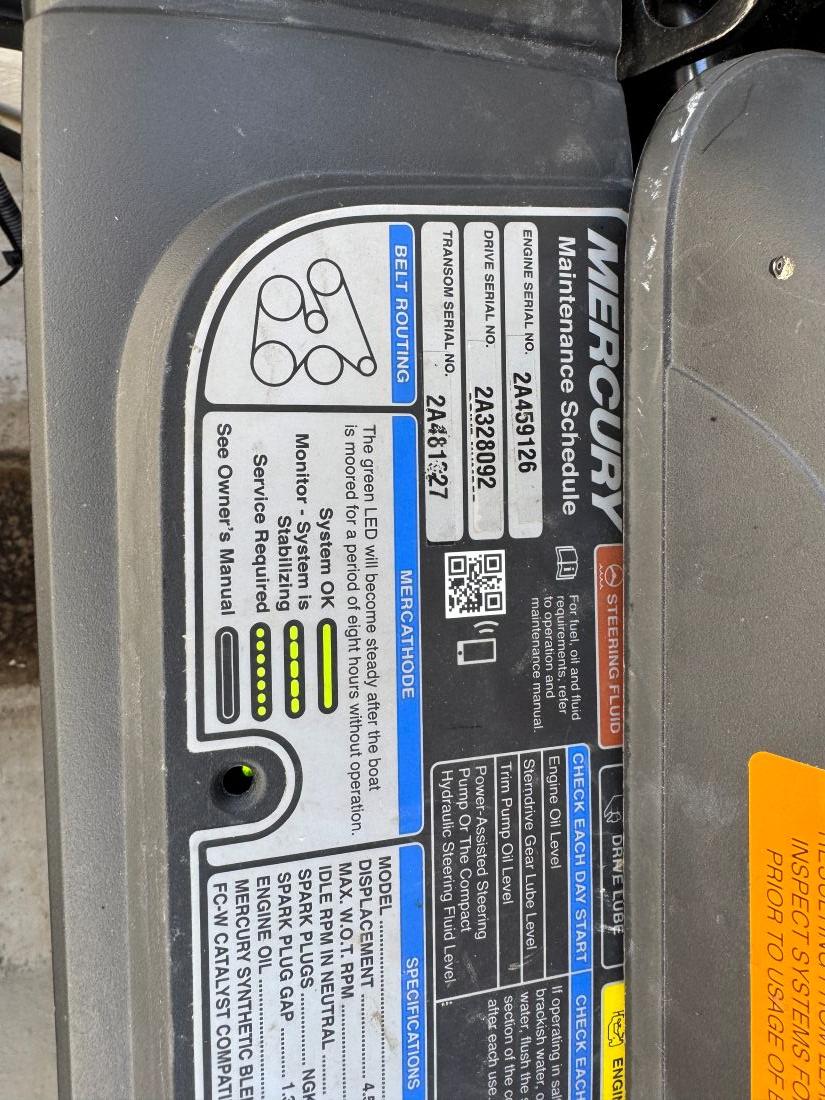 MERCURY
Maintenance Schedule
ENGINE SERIAL NO. 2A459126
DRIVE SERIAL NO. 2A328092
TRANSOM SERIAL NO.
BELT ROUTING
STEERING FLUID
For fuel, oil and fluid
requirements, refer
to operation and
maintenance manual.
MERCATHODE
The green LED will become steady after the boat
is moored for a period of eight hours without operation.
System OK
Monitor - System is
Stabilizing
Service Required
See Owner's Manual
DRIVE LUBE
CHECK EACH DAY START
Engine Oil Level
Sterndrive Gear Lube Level
Trim Pump Oil Level
Power-Assisted Steering
Pump Or The Compact
Hydraulic Steering Fluid Level
CHECK EACH
If operating in
brackish water,
water, flush the
section of the
after each use.
SPECIFICATIONS
MODEL
DISPLACEMENT
MAX. W.O.T. RPM
IDLE RPM IN NEUTRAL
SPARK PLUGS
SPARK PLUG GAP
ENGINE OIL
MERCURY SYNTHETIC
FC-W CATALYST
INSPECT SYSTEMS
PRIOR TO USAGE OF